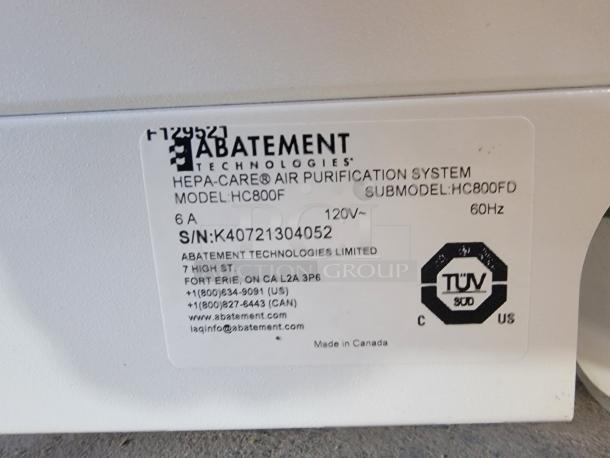 F129521
ABATEMENT
TECHNOLOGIES®
HEPA-CARE® AIR PURIFICATION SYSTEM
MODEL:HC800F SUBMODEL:HC800FD
6 A 120V~ 60Hz
S/N:K40721304052
ABATEMENT TECHNOLOGIES LIMITED
7 HIGH ST.
FORT ERIE, ON CA L2A 3P6
+1(800)634-9091 (US)
+1(800)827-6443 (CAN)
www.abatement.com
iaqinfo@abatement.com
TÜV
SÜD
C US
Made in Canada
AUCTION GROUP